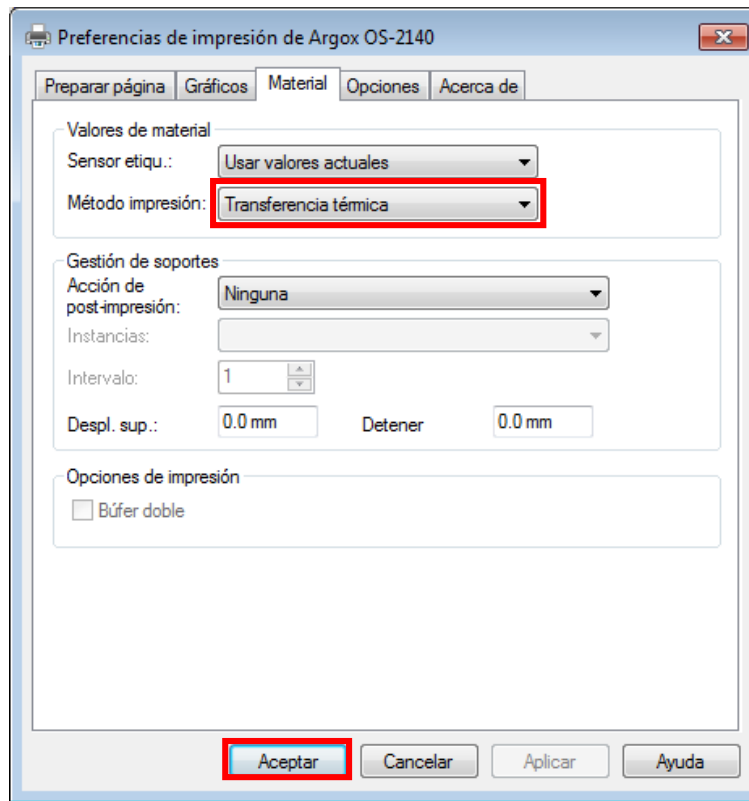 Preferencias de impresión de Argox OS-2140
Preparar página Gráficos Material Opciones Acerca de
Valores de material
Sensor etiqu.: Usar valores actuales
Método impresión: Transferencia térmica
Gestión de soportes
Acción de
post-impresión: Ninguna
Instancias:
Intervalo: 1
Despl. sup.: 0.0 mm Detener 0.0 mm
Opciones de impresión
Búfer doble
Aceptar Cancelar Aplicar Ayuda